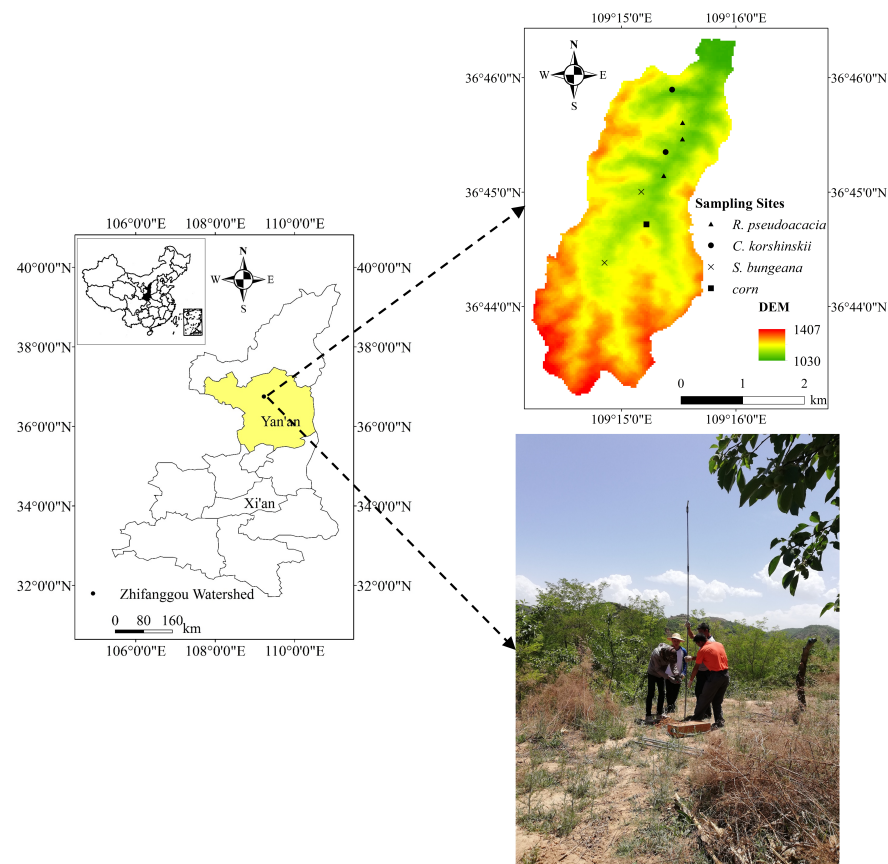 109°15'0"E 109°16'0"E
36°46'0"N
36°45'0"N
36°44'0"N
N
W E
S
36°46'0"N
36°45'0"N
36°44'0"N
Sampling Sites
R. pseudoacacia
C. korshinskii
S. bungeana
corn
DEM
1407
1030
0 1 2
km
109°15'0"E 109°16'0"E
106°0'0"E 108°0'0"E 110°0'0"E
40°0'0"N
38°0'0"N
36°0'0"N
34°0'0"N
32°0'0"N
N
W E
S
40°0'0"N
38°0'0"N
36°0'0"N
34°0'0"N
32°0'0"N
Yan'an
Xi'an
Zhifanggou Watershed
0 80 160
km
106°0'0"E 108°0'0"E 110°0'0"E